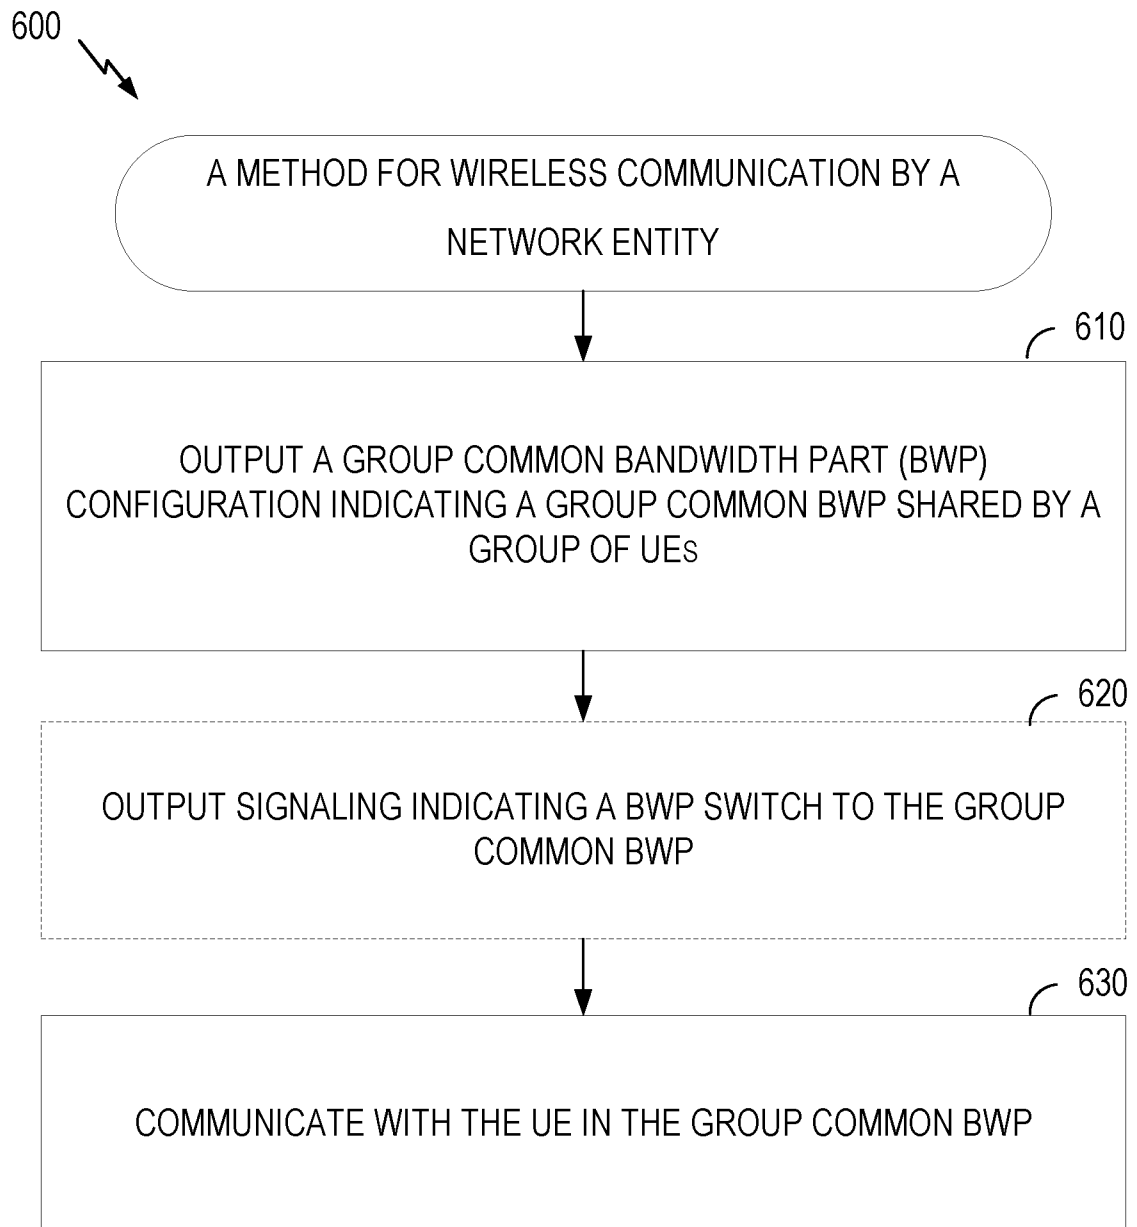 600
A METHOD FOR WIRELESS COMMUNICATION BY A
NETWORK ENTITY
610
OUTPUT A GROUP COMMON BANDWIDTH PART (BWP)
CONFIGURATION INDICATING A GROUP COMMON BWP SHARED BY A
GROUP OF UEs
620
OUTPUT SIGNALING INDICATING A BWP SWITCH TO THE GROUP
COMMON BWP
630
COMMUNICATE WITH THE UE IN THE GROUP COMMON BWP